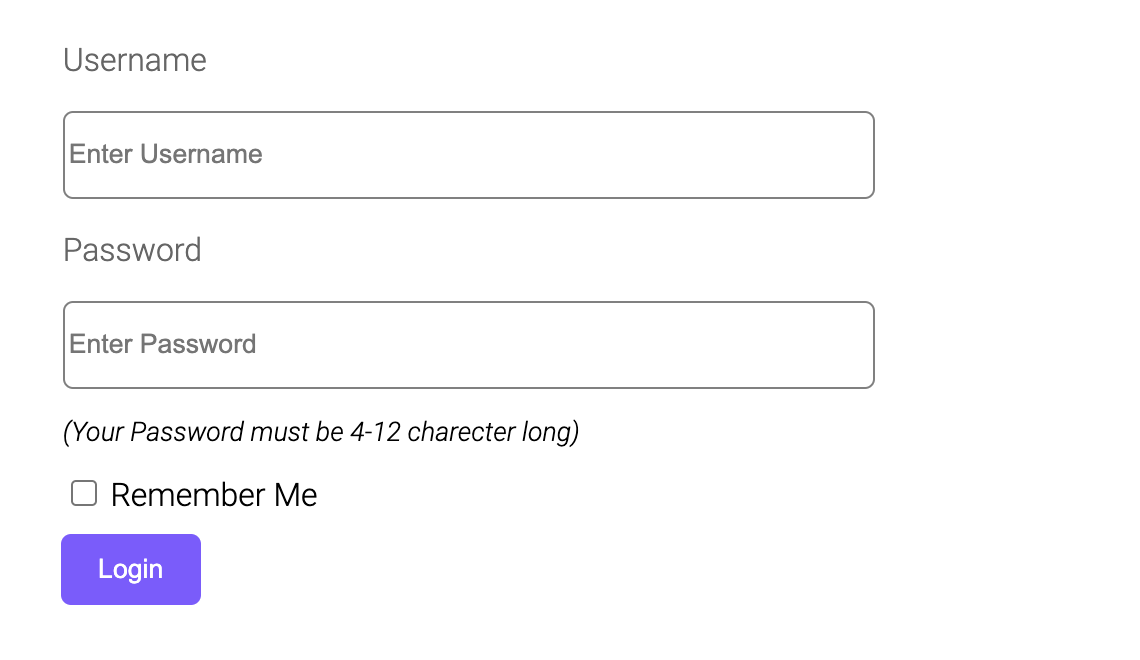 Username
Enter Username
Password
Enter Password
(Your Password must be 4-12 charecter long)
Remember Me
Login